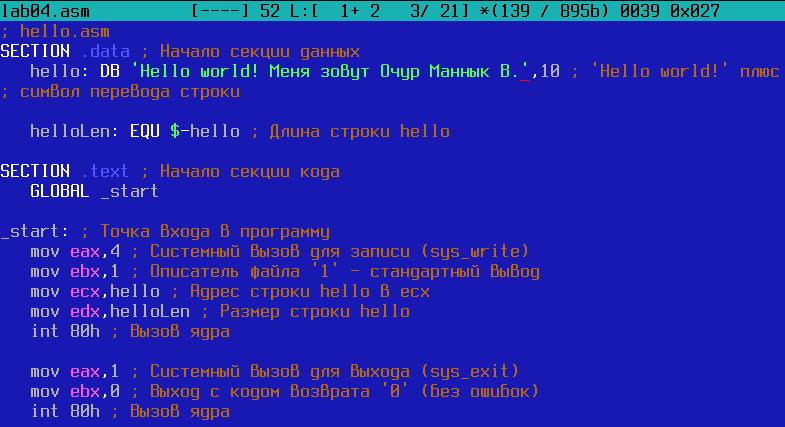 lab04.asm [----] 52 L:[ 1+ 2 3/ 21] *(139 / 895b) 0039 0x027
; hello.asm
SECTION .data ; Начало секции данных
hello: DB 'Hello world! Меня зовут Очур Маннык В.',10 ; 'Hello world!' плюс
; символ перевода строки
helloLen: EQU $-hello ; Длина строки hello
SECTION .text ; Начало секции кода
GLOBAL _start
_start: ; Точка входа в программу
mov eax,4 ; Системный вызов для записи (sys_write)
mov ebx,1 ; Описатель файла '1' - стандартный вывод
mov ecx,hello ; Адрес строки hello в ecx
mov edx,helloLen ; Размер строки hello
int 80h ; Вызов ядра
mov eax,1 ; Системный вызов для выхода (sys_exit)
mov ebx,0 ; Выход с кодом возврата '0' (без ошибок)
int 80h ; Вызов ядра